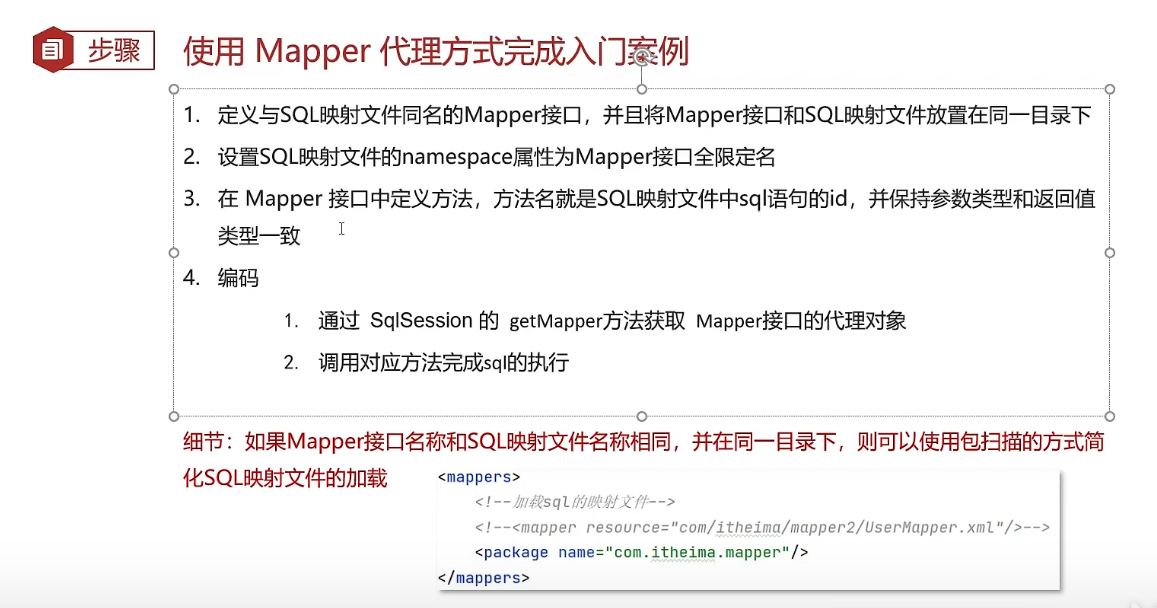 步骤
使用 Mapper 代理方式完成入门案例
1. 定义与SQL映射文件同名的Mapper接口，并且将Mapper接口和SQL映射文件放置在同一目录下
2. 设置SQL映射文件的namespace属性为Mapper接口全限定名
3. 在 Mapper 接口中定义方法，方法名就是SQL映射文件中sql语句的id，并保持参数类型和返回值
类型一致
4. 编码
1. 通过 SqlSession 的 getMapper方法获取 Mapper接口的代理对象
2. 调用对应方法完成sql的执行
细节：如果Mapper接口名称和SQL映射文件名称相同，并在同一目录下，则可以使用包扫描的方式简
化SQL映射文件的加载
<mappers>
<!--加载sql的映射文件-->
<!--<mapper resource="com/itheima/mapper2/UserMapper.xml"/>-->
<package name="com.itheima.mapper"/>
</mappers>